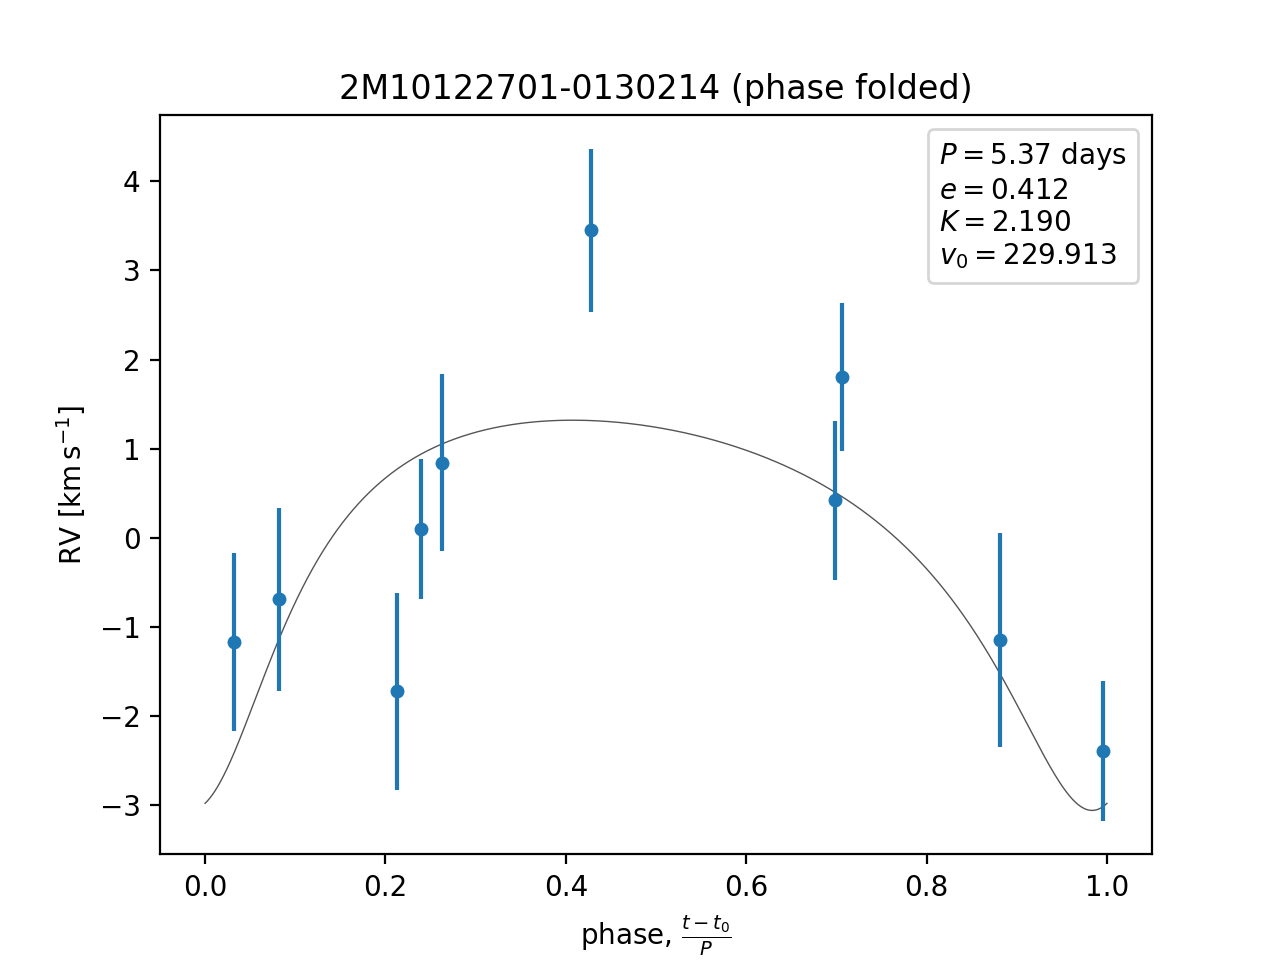 2M10122701-0130214 (phase folded)
P = 5.37 days
e = 0.412
K = 2.190
v₀ = 229.913
RV [km s⁻¹]
4
3
2
1
0
−1
−2
−3
0.0 0.2 0.4 0.6 0.8 1.0
phase, (t − t₀)/P